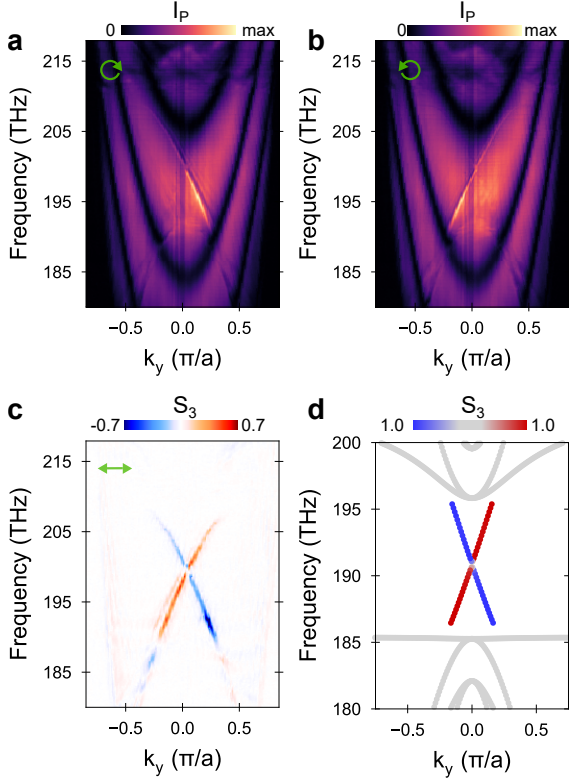 a
I_P
0 max
Frequency (THz)
215
205
195
185
−0.5 0.0 0.5
k_y (π/a)
b
I_P
0 max
Frequency (THz)
215
205
195
185
−0.5 0.0 0.5
k_y (π/a)
c
S_3
-0.7 0.7
Frequency (THz)
215
205
195
185
−0.5 0.0 0.5
k_y (π/a)
d
S_3
1.0 1.0
Frequency (THz)
200
195
190
185
180
−0.5 0.0 0.5
k_y (π/a)